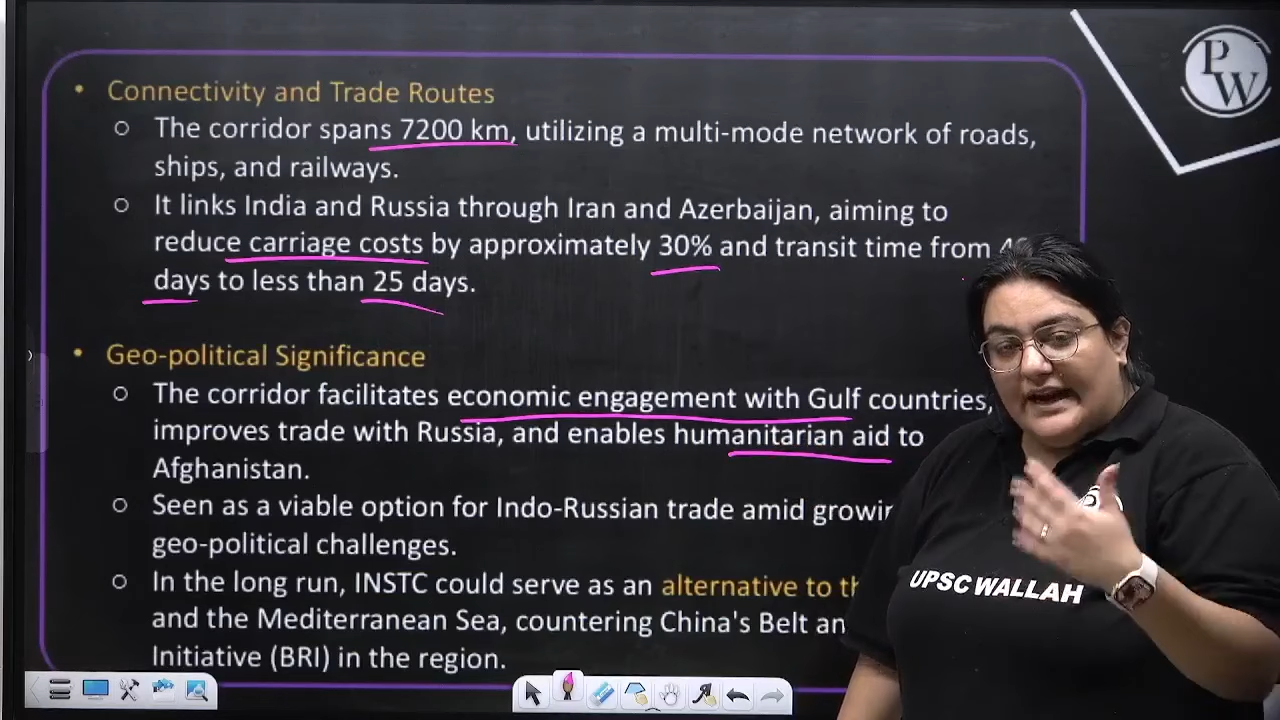 PW
• Connectivity and Trade Routes
○ The corridor spans 7200 km, utilizing a multi-mode network of roads,
ships, and railways.
○ It links India and Russia through Iran and Azerbaijan, aiming to
reduce carriage costs by approximately 30% and transit time from
days to less than 25 days.
• Geo-political Significance
○ The corridor facilitates economic engagement with Gulf countries,
improves trade with Russia, and enables humanitarian aid to
Afghanistan.
○ Seen as a viable option for Indo-Russian trade amid
geo-political challenges.
○ In the long run, INSTC could serve as an alternative to
and the Mediterranean Sea, countering China's Belt
Initiative (BRI) in the region.
UPSC WALLAH